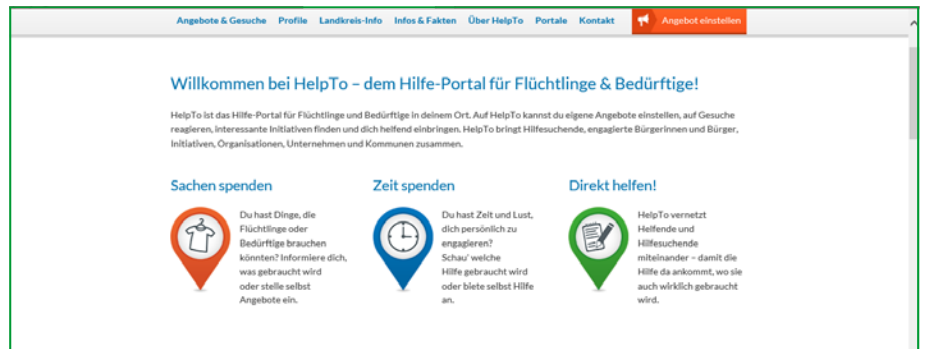 Angebote & Gesuche Profile Landkreis-Info Infos & Fakten Über HelpTo Portale Kontakt Angebot einstellen
Willkommen bei HelpTo – dem Hilfe-Portal für Flüchtlinge & Bedürftige!
HelpTo ist das Hilfe-Portal für Flüchtlinge und Bedürftige in deinem Ort. Auf HelpTo kannst du eigene Angebote einstellen, auf Gesuche
reagieren, interessante Initiativen finden und dich helfend einbringen. HelpTo bringt Hilfesuchende, engagierte Bürgerinnen und Bürger,
Initiativen, Organisationen, Unternehmen und Kommunen zusammen.
Sachen spenden
Du hast Dinge, die
Flüchtlinge oder
Bedürftige brauchen
könnten? Informiere dich,
was gebraucht wird
oder stelle selbst
Angebote ein.
Zeit spenden
Du hast Zeit und Lust,
dich persönlich zu
engagieren?
Schau' welche
Hilfe gebraucht wird
oder biete selbst Hilfe
an.
Direkt helfen!
HelpTo vernetzt
Helfende und
Hilfesuchende
miteinander – damit die
Hilfe da ankommt, wo sie
auch wirklich gebraucht
wird.